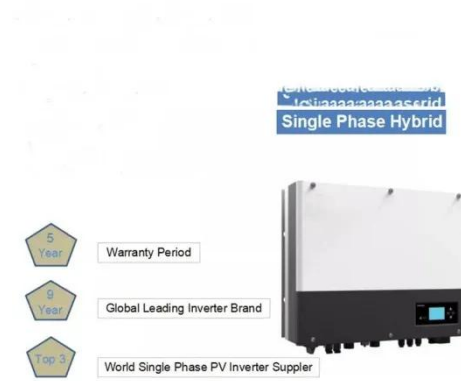 Single Phase Hybrid
5
Year
Warranty Period
9
Year
Global Leading Inverter Brand
Top 3
World Single Phase PV Inverter Suppler